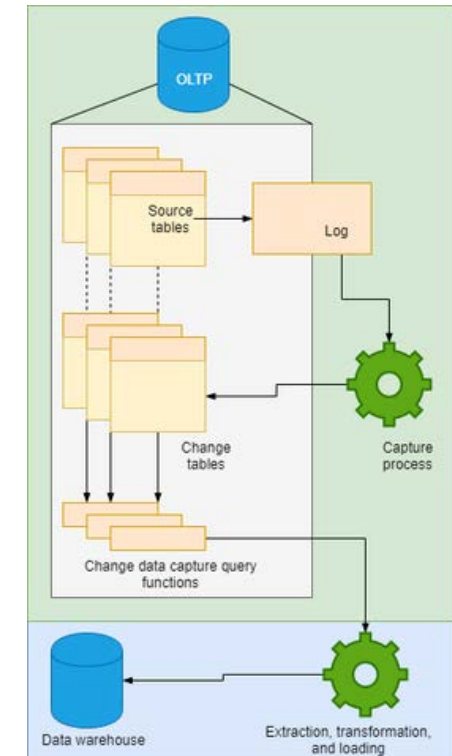 OLTP
Source
tables
Log
Change
tables
Capture
process
Change data capture query
functions
Data warehouse
Extraction, transformation,
and loading